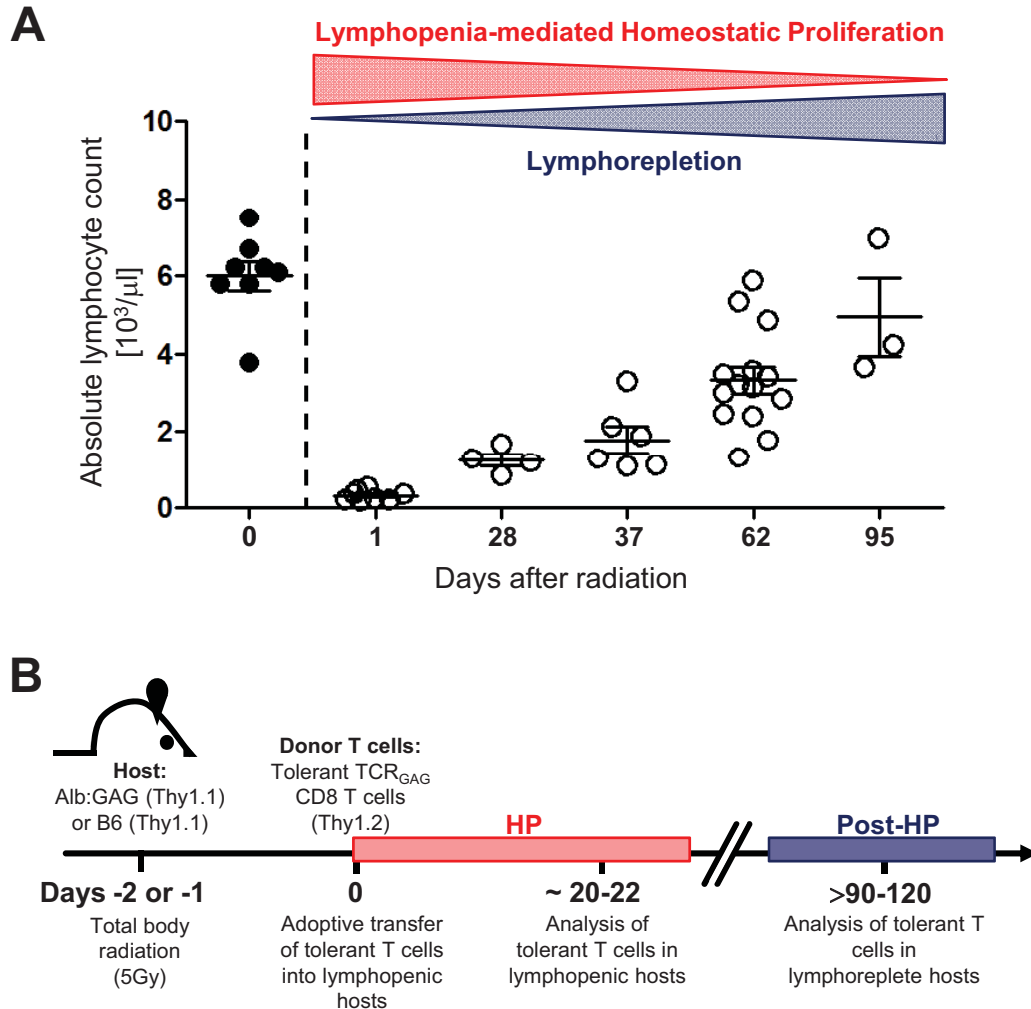 A
Lymphopenia-mediated Homeostatic Proliferation
Lymphorepletion
Absolute lymphocyte count
[10³/µl]
10
8
6
4
2
0
0 1 28 37 62 95
Days after radiation
B
Host:
Alb:GAG (Thy1.1)
or B6 (Thy1.1)
Donor T cells:
Tolerant TCR_GAG
CD8 T cells
(Thy1.2)
HP
Post-HP
Days -2 or -1
Total body
radiation
(5Gy)
0
Adoptive transfer
of tolerant T cells
into lymphopenic
hosts
~ 20-22
Analysis of
tolerant T cells in
lymphopenic hosts
>90-120
Analysis of tolerant T
cells in
lymphoreplete hosts